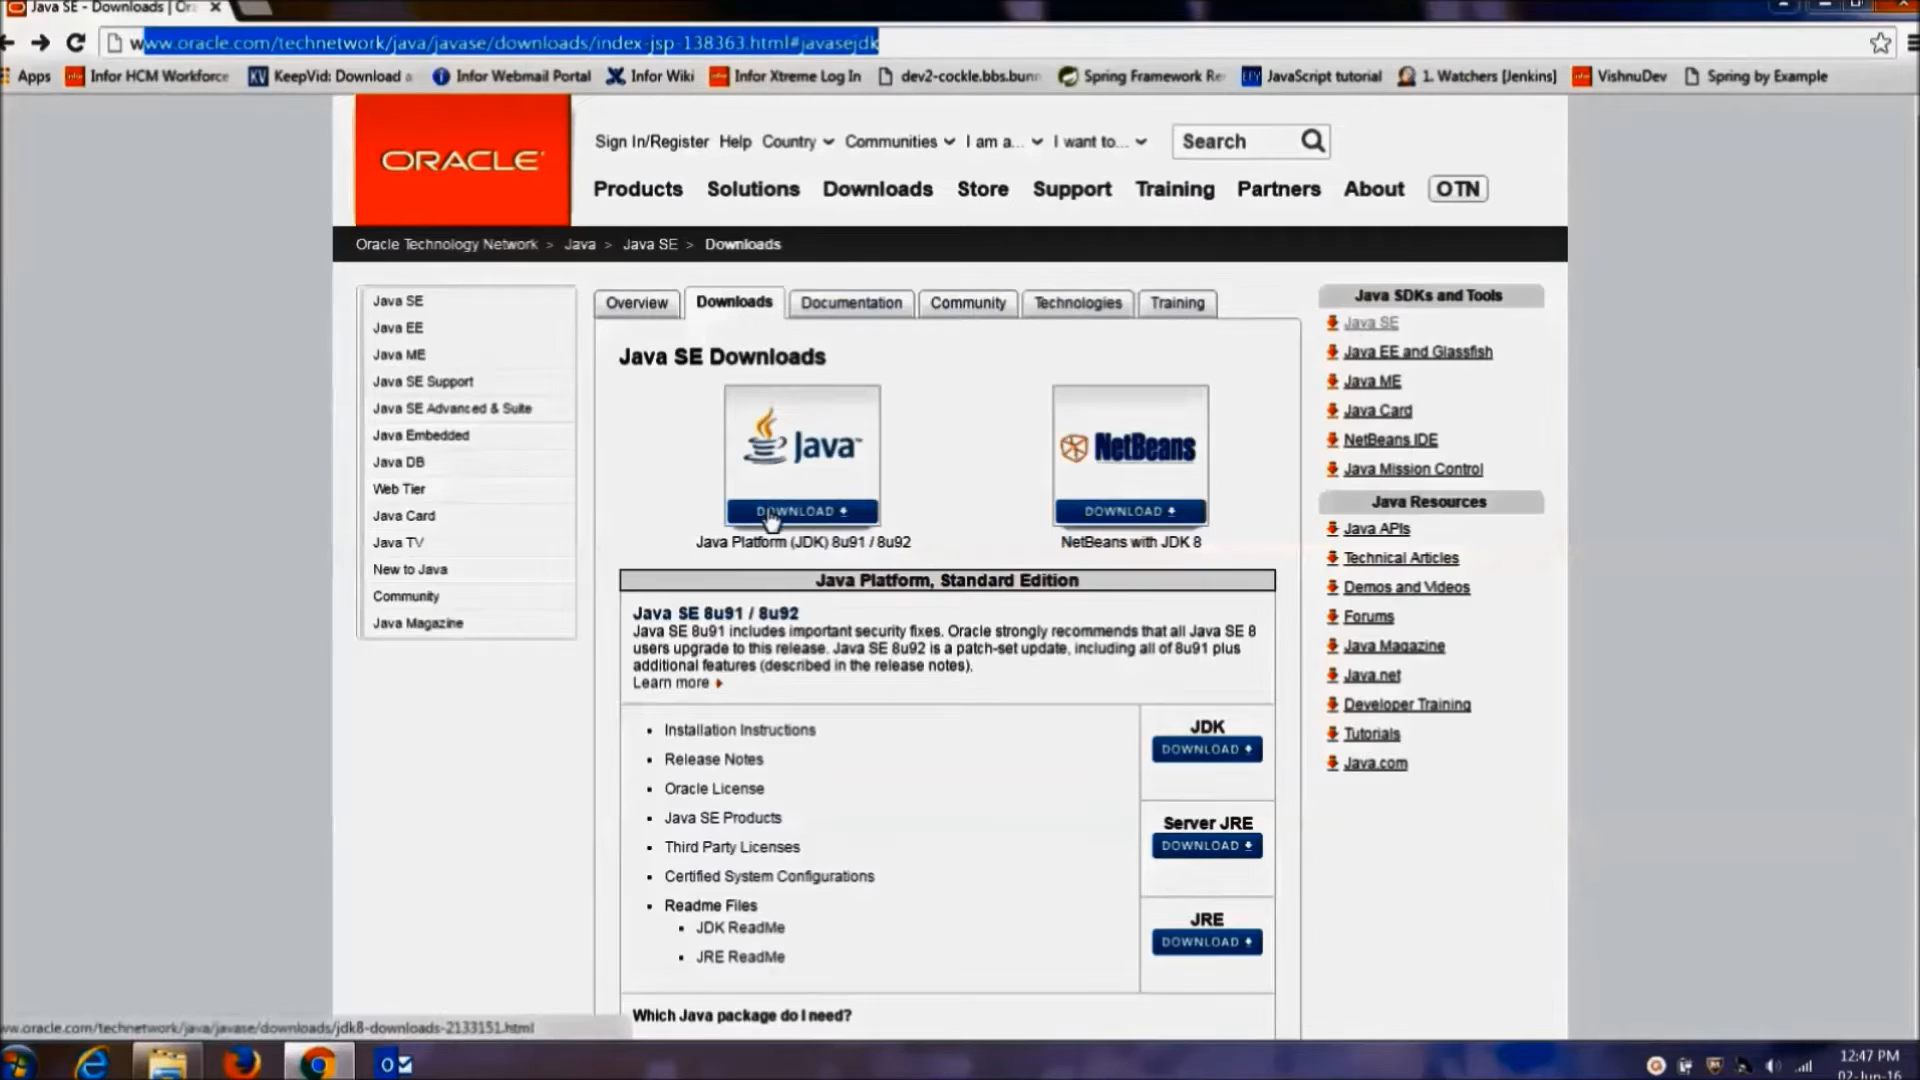 Java SE - Downloads | Or
www.oracle.com/technetwork/java/javase/downloads/index-jsp-138363.html#javasejdk
Apps Infor HCM Workforce KeepVid: Download a Infor Webmail Portal Infor Wiki Infor Xtreme Log In dev2-cockle.bbs.bunn Spring Framework Re JavaScript tutorial 1. Watchers [Jenkins] VishnuDev Spring by Example
ORACLE
Sign In/Register Help Country Communities I am a... I want to... Search
Products Solutions Downloads Store Support Training Partners About OTN
Oracle Technology Network > Java > Java SE > Downloads
Java SE
Java EE
Java ME
Java SE Support
Java SE Advanced & Suite
Java Embedded
Java DB
Web Tier
Java Card
Java TV
New to Java
Community
Java Magazine
Overview Downloads Documentation Community Technologies Training
Java SE Downloads
Java™
DOWNLOAD
Java Platform (JDK) 8u91 / 8u92
NetBeans
DOWNLOAD
NetBeans with JDK 8
Java Platform, Standard Edition
Java SE 8u91 / 8u92
Java SE 8u91 includes important security fixes. Oracle strongly recommends that all Java SE 8
users upgrade to this release. Java SE 8u92 is a patch-set update, including all of 8u91 plus
additional features (described in the release notes).
Learn more
Installation Instructions
Release Notes
Oracle License
Java SE Products
Third Party Licenses
Certified System Configurations
Readme Files
JDK ReadMe
JRE ReadMe
JDK
DOWNLOAD
Server JRE
DOWNLOAD
JRE
DOWNLOAD
Which Java package do I need?
Java SDKs and Tools
Java SE
Java EE and Glassfish
Java ME
Java Card
NetBeans IDE
Java Mission Control
Java Resources
Java APIs
Technical Articles
Demos and Videos
Forums
Java Magazine
Java.net
Developer Training
Tutorials
Java.com
ww.oracle.com/technetwork/java/javase/downloads/jdk8-downloads-2133151.html
12:47 PM
02-Jun-16